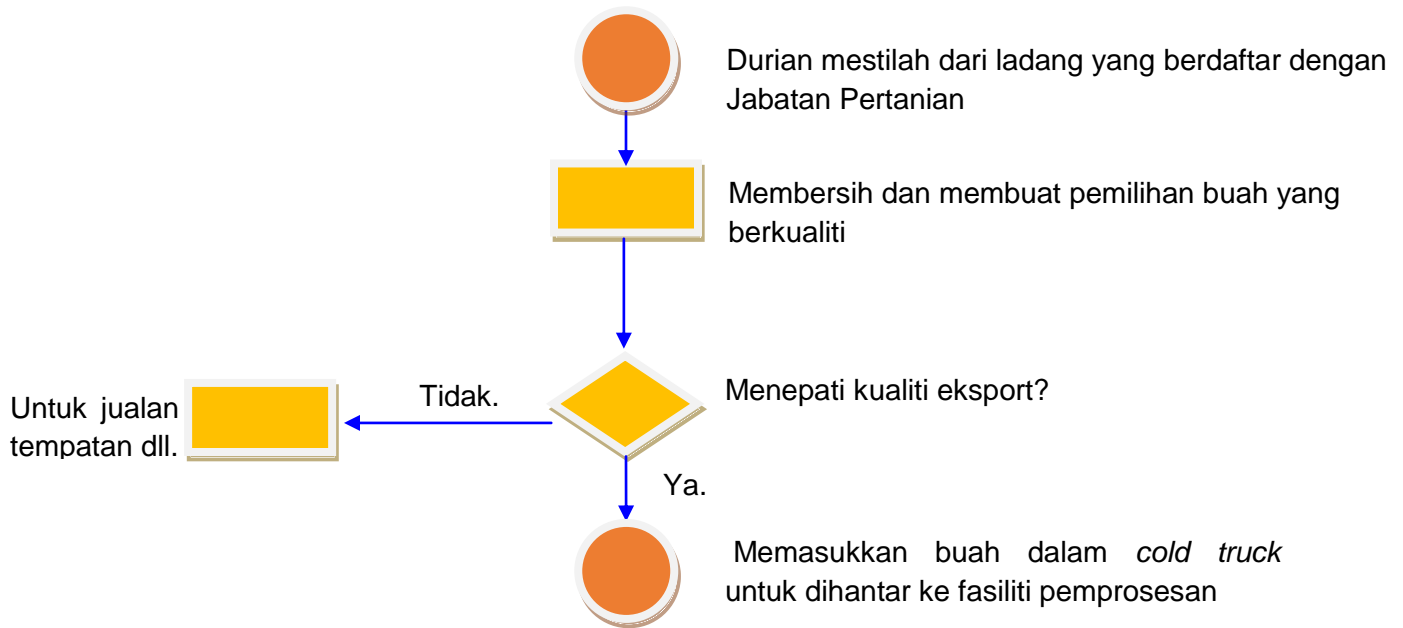 Durian mestilah dari ladang yang berdaftar dengan
Jabatan Pertanian
Membersih dan membuat pemilihan buah yang
berkualiti
Menepati kualiti eksport?
Tidak.
Untuk jualan
tempatan dll.
Ya.
Memasukkan buah dalam cold truck
untuk dihantar ke fasiliti pemprosesan